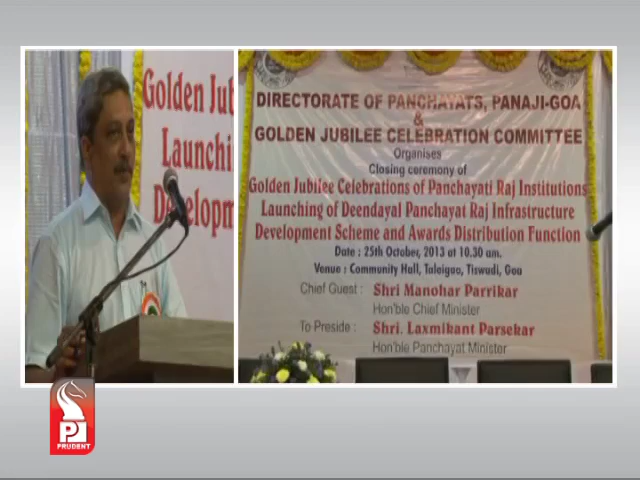 Golden Jub
Launchi
Developm
DIRECTORATE OF PANCHAYATS, PANAJI-GOA
&
GOLDEN JUBILEE CELEBRATION COMMITTEE
Organises
Closing ceremony of
Golden Jubilee Celebrations of Panchayati Raj Institutions
Launching of Deendayal Panchayat Raj Infrastructure
Development Scheme and Awards Distribution Function
Date : 25th October, 2013 at 10.30 am.
Venue : Community Hall, Taleigao, Tiswadi, Goa
Chief Guest : Shri Manohar Parrikar
Hon'ble Chief Minister
To Preside : Shri. Laxmikant Parsekar
Hon'ble Panchayat Minister
PRUDENT